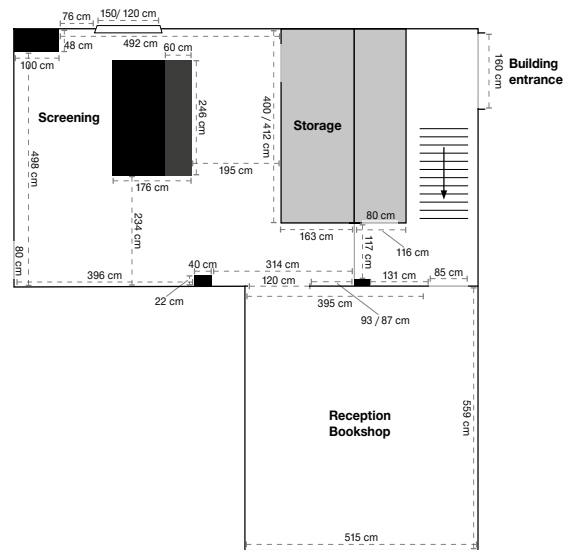 76 cm
150/ 120 cm
48 cm
492 cm
60 cm
100 cm
160 cm
Building
entrance
Screening
246 cm
400 / 412 cm
Storage
498 cm
195 cm
176 cm
234 cm
163 cm
80 cm
117 cm
116 cm
80 cm
396 cm
40 cm
314 cm
131 cm
85 cm
22 cm
120 cm
395 cm
93 / 87 cm
Reception
Bookshop
559 cm
515 cm